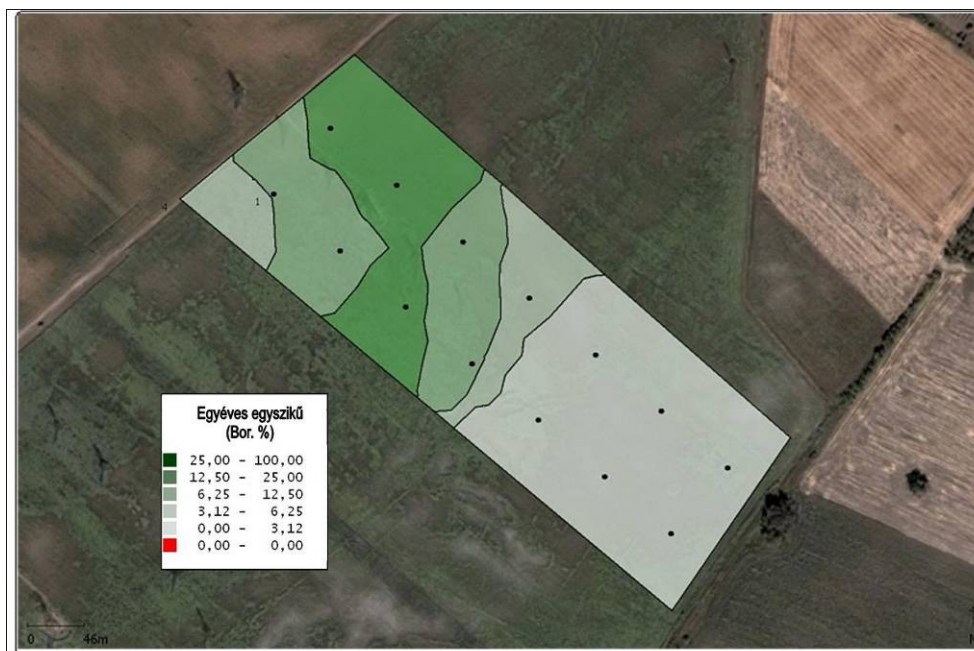 4
1
Egyéves egyszikű
(Bor. %)
25,00 - 100,00
12,50 - 25,00
6,25 - 12,50
3,12 - 6,25
0,00 - 3,12
0,00 - 0,00
0 46m